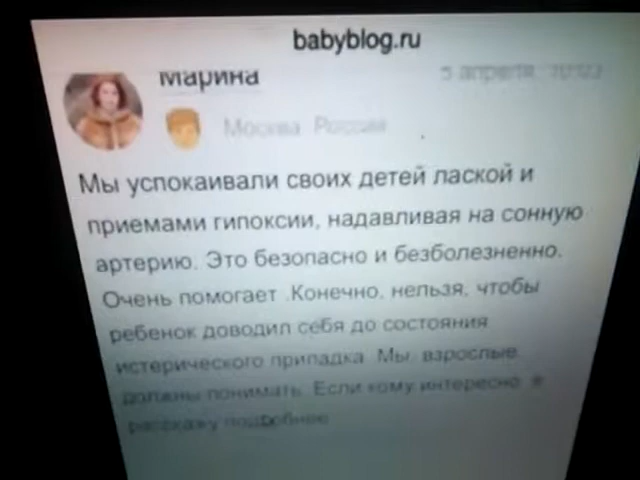 babyblog.ru
Марина
5 апреля
Москва Россия
Мы успокаивали своих детей лаской и
приемами гипоксии, надавливая на сонную
артерию. Это безопасно и безболезненно.
Очень помогает .Конечно, нельзя, чтобы
ребенок доводил себя до состояния
истерического припадка. Мы, взрослые
должны понимать. Если кому интересно, я
расскажу подробнее